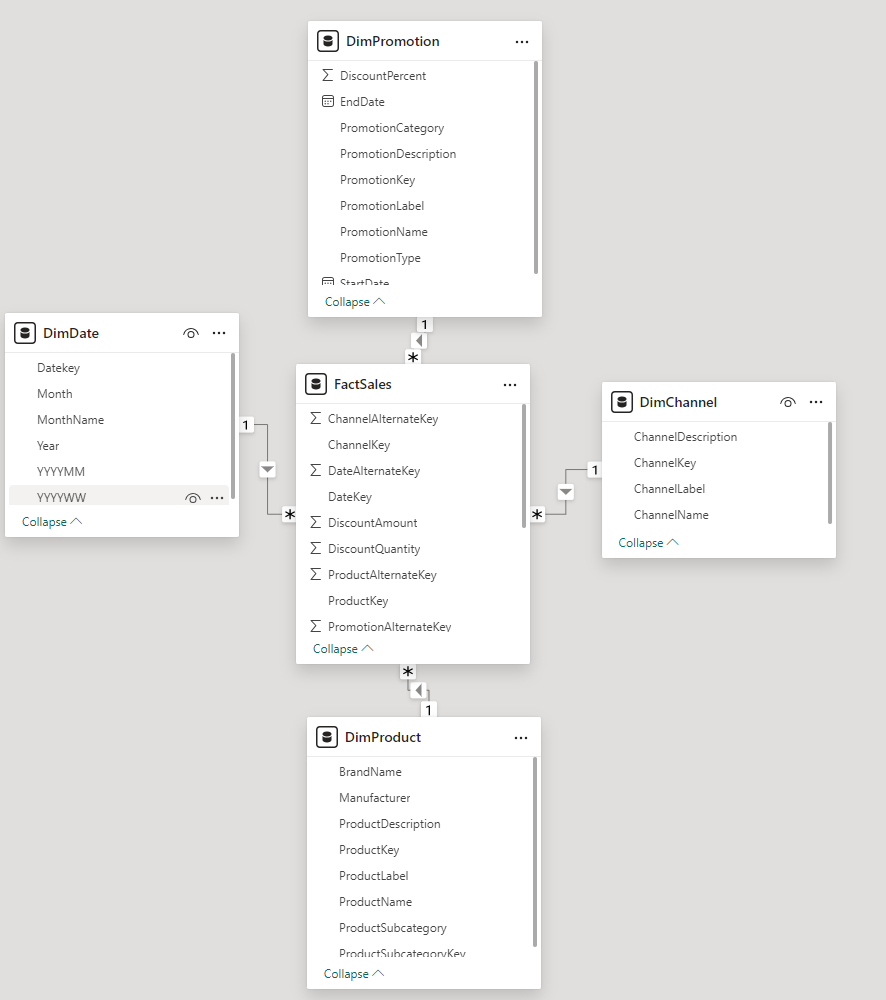 DimPromotion
DiscountPercent
EndDate
PromotionCategory
PromotionDescription
PromotionKey
PromotionLabel
PromotionName
PromotionType
StartDate
Collapse
1
*
DimDate
Datekey
Month
MonthName
Year
YYYYMM
YYYYWW
Collapse
1
*
FactSales
ChannelAlternateKey
ChannelKey
DateAlternateKey
DateKey
DiscountAmount
DiscountQuantity
ProductAlternateKey
ProductKey
PromotionAlternateKey
Collapse
DimChannel
ChannelDescription
ChannelKey
ChannelLabel
ChannelName
Collapse
1
*
*
1
DimProduct
BrandName
Manufacturer
ProductDescription
ProductKey
ProductLabel
ProductName
ProductSubcategory
ProductSubcategoryKey
Collapse